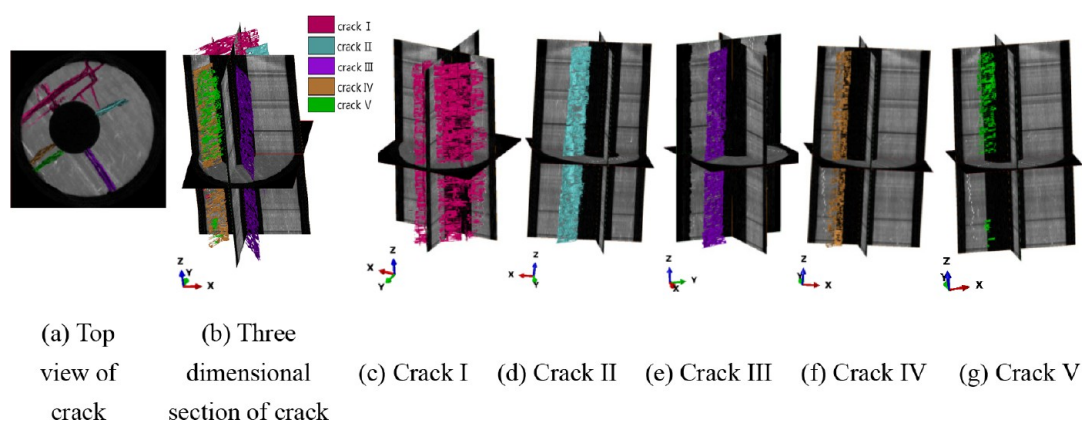 crack I
crack II
crack III
crack IV
crack V
Z
Y
X
X
Z
Y
Z
X
Y
Z
Y
X
Z
Y
X
Z
X
(a) Top
view of
crack
(b) Three
dimensional
section of crack
(c) Crack I
(d) Crack II
(e) Crack III
(f) Crack IV
(g) Crack V